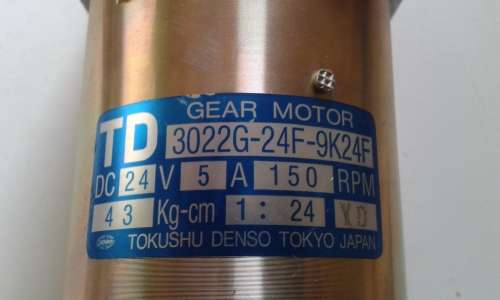 GEAR MOTOR
TD 3022G-24F-9K24F
DC 24 V 5 A 150 RPM
43 Kg-cm 1:24 Y.D
TOKUSHU DENSO TOKYO JAPAN